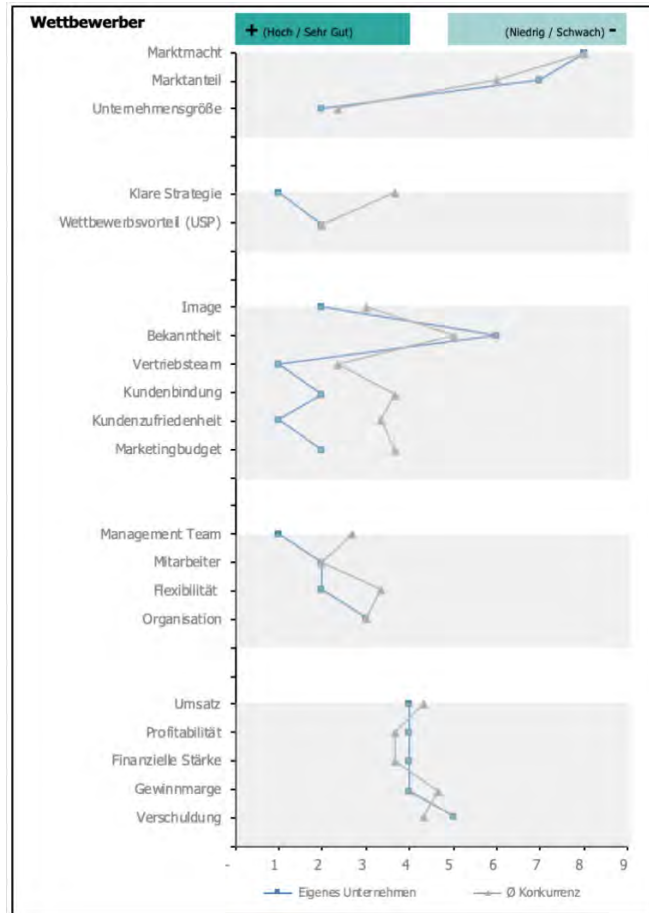 Wettbewerber
+ (Hoch / Sehr Gut)
(Niedrig / Schwach) -
Marktmacht
Marktanteil
Unternehmensgröße
Klare Strategie
Wettbewerbsvorteil (USP)
Image
Bekanntheit
Vertriebsteam
Kundenbindung
Kundenzufriedenheit
Marketingbudget
Management Team
Mitarbeiter
Flexibilität
Organisation
Umsatz
Profitabilität
Finanzielle Stärke
Gewinnmarge
Verschuldung
- 1 2 3 4 5 6 7 8 9
Eigenes Unternehmen Ø Konkurrenz